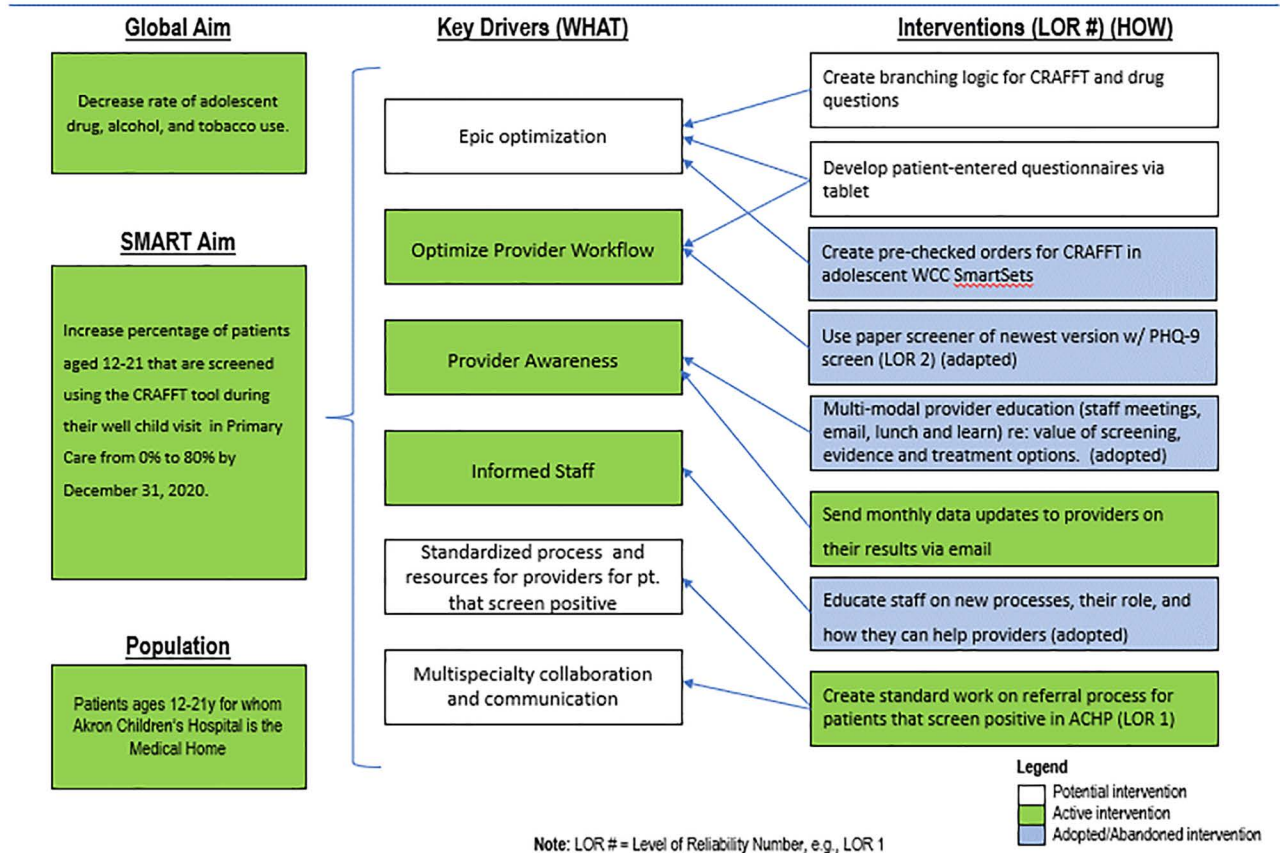 Global Aim
Decrease rate of adolescent
drug, alcohol, and tobacco use.
SMART Aim
Increase percentage of patients
aged 12-21 that are screened
using the CRAFFT tool during
their well child visit in Primary
Care from 0% to 80% by
December 31, 2020.
Population
Patients ages 12-21y for whom
Akron Children's Hospital is the
Medical Home
Key Drivers (WHAT)
Epic optimization
Optimize Provider Workflow
Provider Awareness
Informed Staff
Standardized process and
resources for providers for pt.
that screen positive
Multispecialty collaboration
and communication
Interventions (LOR #) (HOW)
Create branching logic for CRAFFT and drug
questions
Develop patient-entered questionnaires via
tablet
Create pre-checked orders for CRAFFT in
adolescent WCC SmartSets
Use paper screener of newest version w/ PHQ-9
screen (LOR 2) (adapted)
Multi-modal provider education (staff meetings,
email, lunch and learn) re: value of screening,
evidence and treatment options. (adopted)
Send monthly data updates to providers on
their results via email
Educate staff on new processes, their role, and
how they can help providers (adopted)
Create standard work on referral process for
patients that screen positive in ACHP (LOR 1)
Legend
Potential intervention
Active intervention
Adopted/Abandoned intervention
Note: LOR # = Level of Reliability Number, e.g., LOR 1